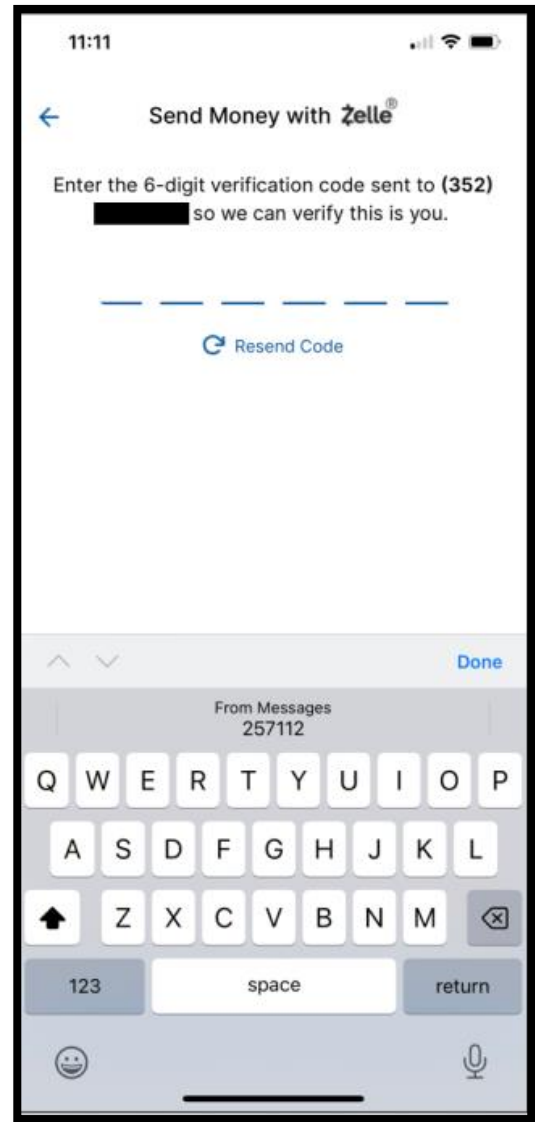 11:11
Send Money with Zelle®
Enter the 6-digit verification code sent to (352)
so we can verify this is you.
Resend Code
Done
From Messages
257112
Q W E R T Y U I O P
A S D F G H J K L
Z X C V B N M
123 space return